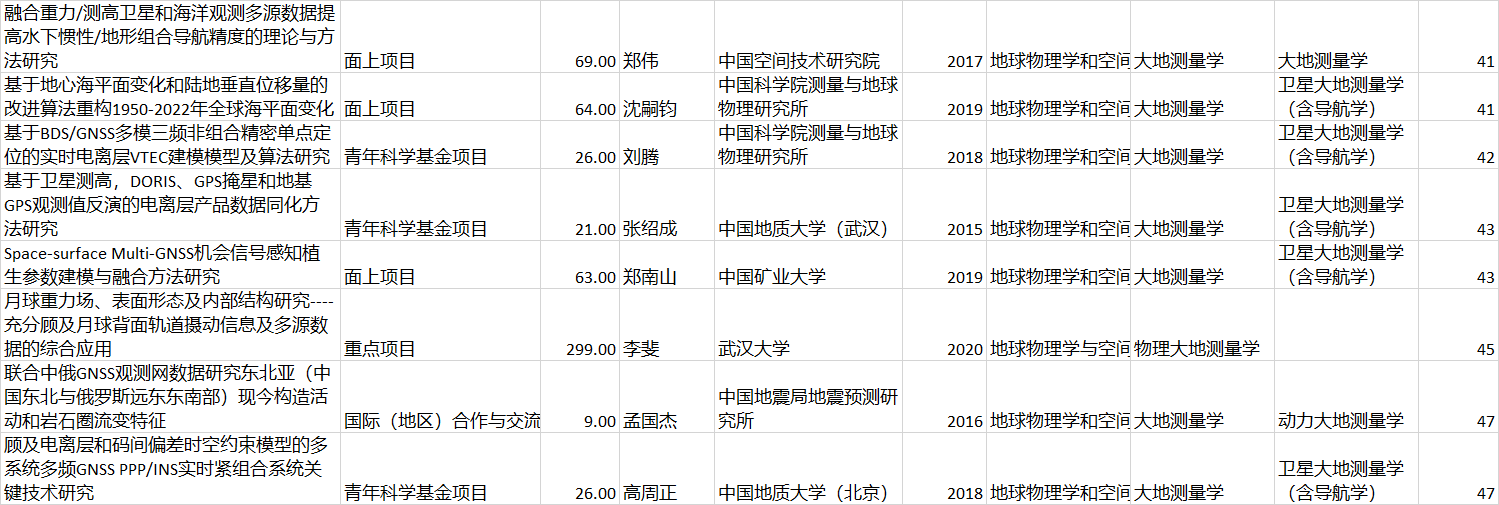 融合重力/测高卫星和海洋观测多源数据提
高水下惯性/地形组合导航精度的理论与方
法研究 面上项目 69.00 郑伟 中国空间技术研究院 2017 地球物理学和空间 大地测量学 大地测量学 41
基于地心海平面变化和陆地垂直位移量的
改进算法重构1950-2022年全球海平面变化 面上项目 64.00 沈嗣钧 中国科学院测量与地球
物理研究所 2019 地球物理学和空间 大地测量学 卫星大地测量学
（含导航学） 41
基于BDS/GNSS多模三频非组合精密单点定
位的实时电离层VTEC建模模型及算法研究 青年科学基金项目 26.00 刘腾 中国科学院测量与地球
物理研究所 2018 地球物理学和空间 大地测量学 卫星大地测量学
（含导航学） 42
基于卫星测高，DORIS、GPS掩星和地基
GPS观测值反演的电离层产品数据同化方
法研究 青年科学基金项目 21.00 张绍成 中国地质大学（武汉） 2015 地球物理学和空间 大地测量学 卫星大地测量学
（含导航学） 43
Space-surface Multi-GNSS机会信号感知植
生参数建模与融合方法研究 面上项目 63.00 郑南山 中国矿业大学 2019 地球物理学和空间 大地测量学 卫星大地测量学
（含导航学） 43
月球重力场、表面形态及内部结构研究----
充分顾及月球背面轨道摄动信息及多源数
据的综合应用 重点项目 299.00 李斐 武汉大学 2020 地球物理学与空间 物理大地测量学 45
联合中俄GNSS观测网数据研究东北亚（中
国东北与俄罗斯远东东南部）现今构造活
动和岩石圈流变特征 国际（地区）合作与交流 9.00 孟国杰 中国地震局地震预测研
究所 2016 地球物理学和空间 大地测量学 动力大地测量学 47
顾及电离层和码间偏差时空约束模型的多
系统多频GNSS PPP/INS实时紧组合系统关
键技术研究 青年科学基金项目 26.00 高周正 中国地质大学（北京） 2018 地球物理学和空间 大地测量学 卫星大地测量学
（含导航学） 47